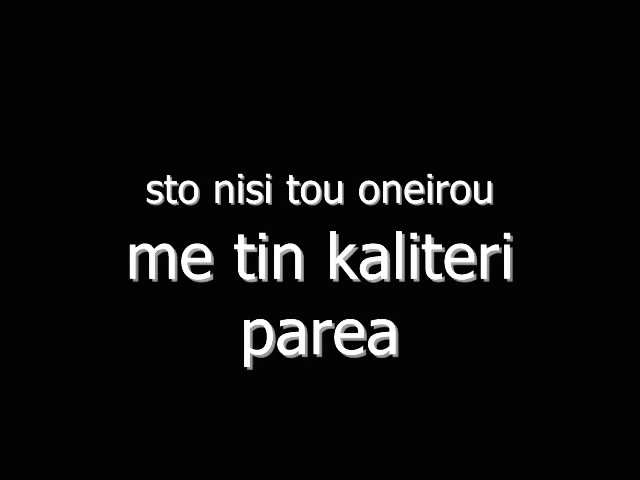 sto nisi tou oneirou
me tin kaliteri
parea